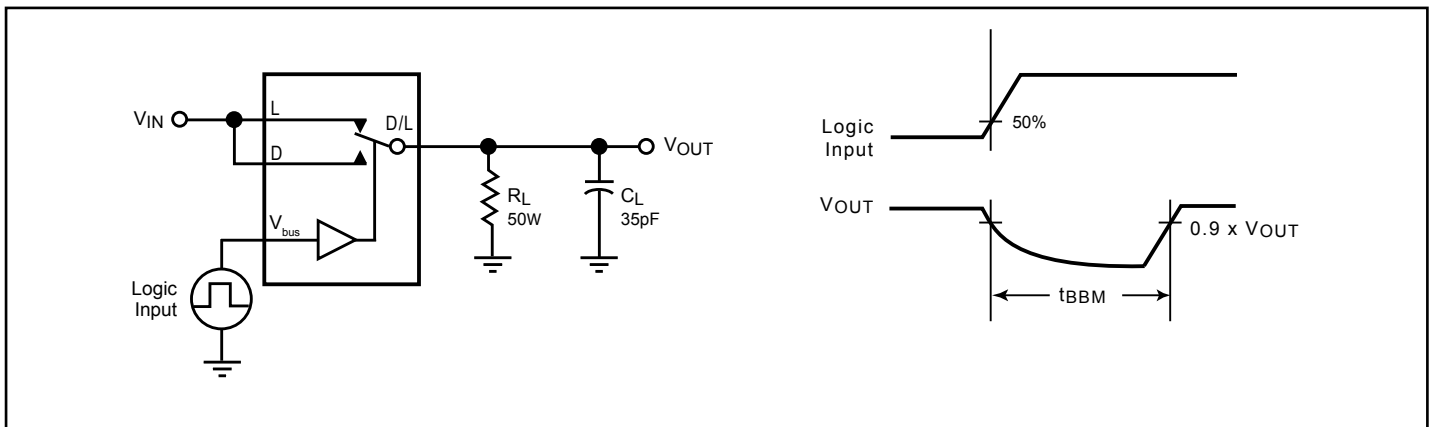 VIN
L
D
D/L
Vbus
RL
50W
CL
35pF
VOUT
Logic
Input
Logic
Input
50%
VOUT
0.9 x VOUT
tBBM